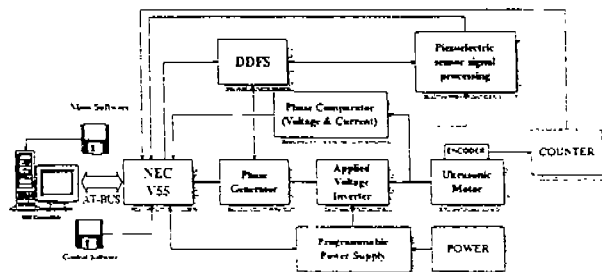 DDFS
Piezoelectric
sensor signal
processing
Main Software
Phase Comparator
(Voltage & Current)
ENCODER
COUNTER
NEC
V55
Phase
Generator
Applied
Voltage
Inverter
Ultrasonic
Motor
AT-BUS
Control Software
Programmable
Power Supply
POWER